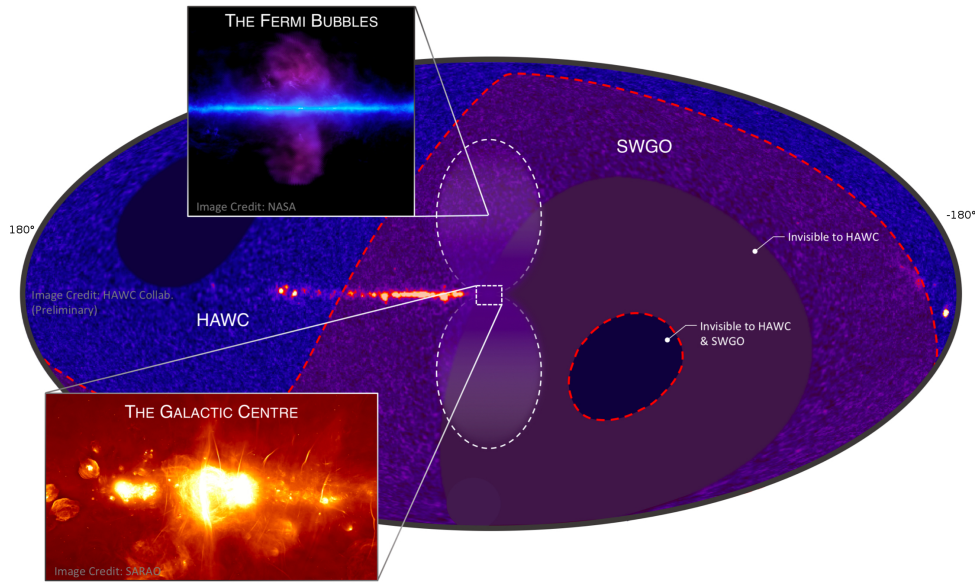 THE FERMI BUBBLES
Image Credit: NASA
SWGO
180°
-180°
Invisible to HAWC
Image Credit: HAWC Collab.
(Preliminary)
HAWC
Invisible to HAWC
& SWGO
THE GALACTIC CENTRE
Image Credit: SARAO